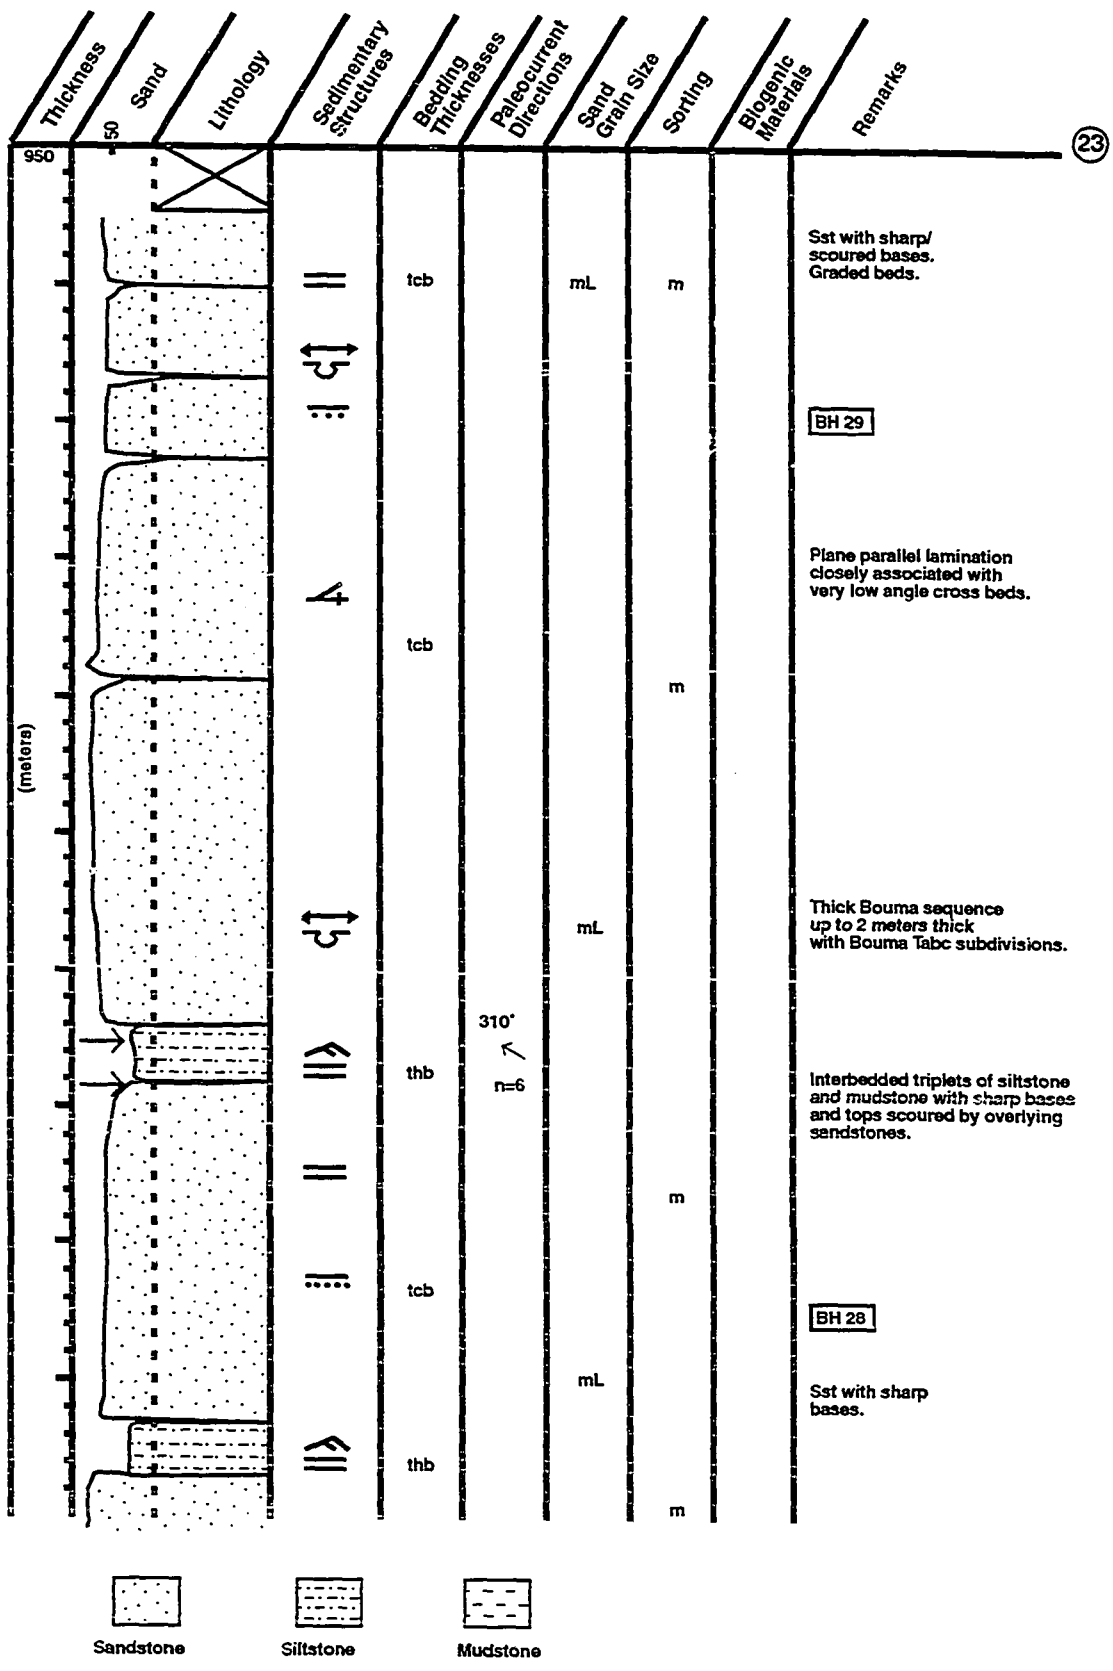 Thickness
Sand
Lithology
Sedimentary
Structures
Bedding
Thicknesses
Paleocurrent
Directions
Sand
Grain Size
Sorting
Biogenic
Materials
Remarks
50
950
23
Sst with sharp/
scoured bases.
Graded beds.
tcb
mL
m
BH 29
Plane parallel lamination
closely associated with
very low angle cross beds.
tcb
m
(meters)
Thick Bouma sequence
up to 2 meters thick
with Bouma Tabc subdivisions.
mL
310°
n=6
thb
Interbedded triplets of siltstone
and mudstone with sharp bases
and tops scoured by overlying
sandstones.
m
tcb
BH 28
mL
Sst with sharp
bases.
thb
m
Sandstone
Siltstone
Mudstone